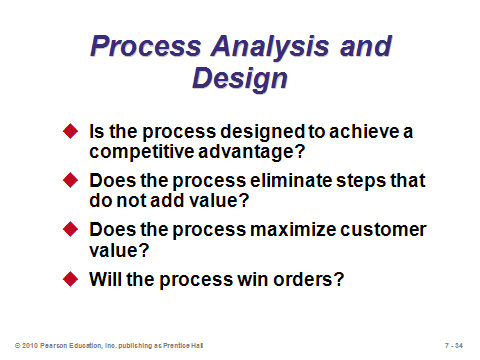 Process Analysis and
Design
Is the process designed to achieve a
competitive advantage?
Does the process eliminate steps that
do not add value?
Does the process maximize customer
value?
Will the process win orders?
© 2010 Pearson Education, Inc. publishing as Prentice Hall
7 - 34